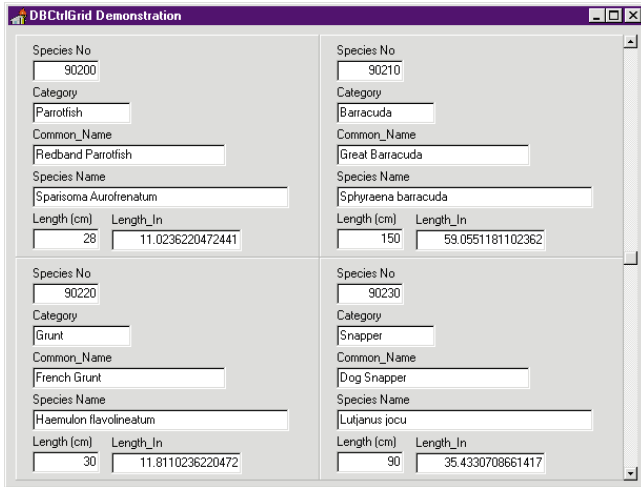 DBCtrlGrid Demonstration
Species No
90200
Category
Parrotfish
Common_Name
Redband Parrotfish
Species Name
Sparisoma Aurofrenatum
Length (cm) Length_In
28 11.0236220472441
Species No
90210
Category
Barracuda
Common_Name
Great Barracuda
Species Name
Sphyraena barracuda
Length (cm) Length_In
150 59.0551181102362
Species No
90220
Category
Grunt
Common_Name
French Grunt
Species Name
Haemulon flavolineatum
Length (cm) Length_In
30 11.8110236220472
Species No
90230
Category
Snapper
Common_Name
Dog Snapper
Species Name
Lutjanus jocu
Length (cm) Length_In
90 35.4330708661417